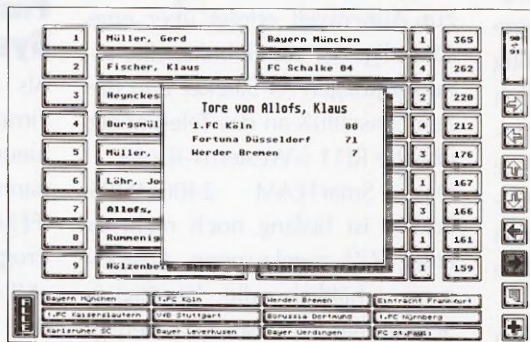 1 Müller, Gerd Bayern München 1 365
2 Fischer, Klaus FC Schalke 04 4 262
3 Heynckes 2 220
4 Burgsmü 4 212
5 Müller, 3 176
6 Löhr, Jo 1 167
7 Allofs, 3 166
8 Rummenig 1 161
9 Holzenbe 1 159
Tore von Allofs, Klaus
1.FC Köln 88
Fortuna Düsseldorf 71
Werder Bremen
Bayern München 1.FC Köln Werder Bremen Eintracht Frankfurt
1.FC Kaiserslautern VfB Stuttgart Borussia Dortmund 1.FC Nürnberg
Karlsruher SC Bayer Leverkusen Bayer Uerdingen FC St.Pauli